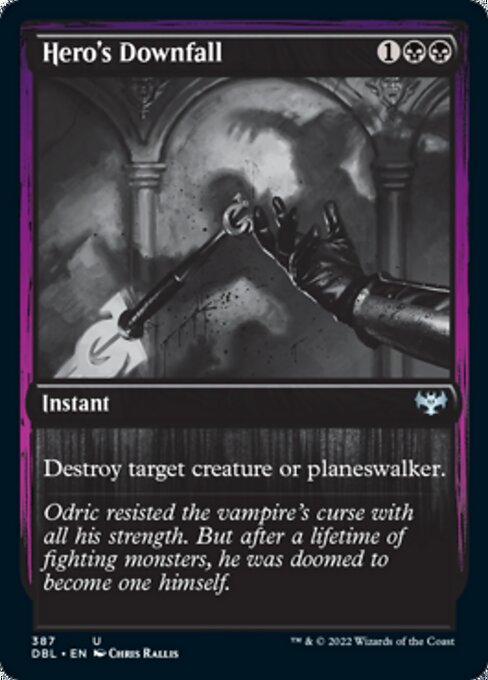 Hero's Downfall 1
Instant
Destroy target creature or planeswalker.
Odric resisted the vampire's curse with
all his strength. But after a lifetime of
fighting monsters, he was doomed to
become one himself.
387 U
DBL • EN Chris Rallis
™ & © 2022 Wizards of the Coast